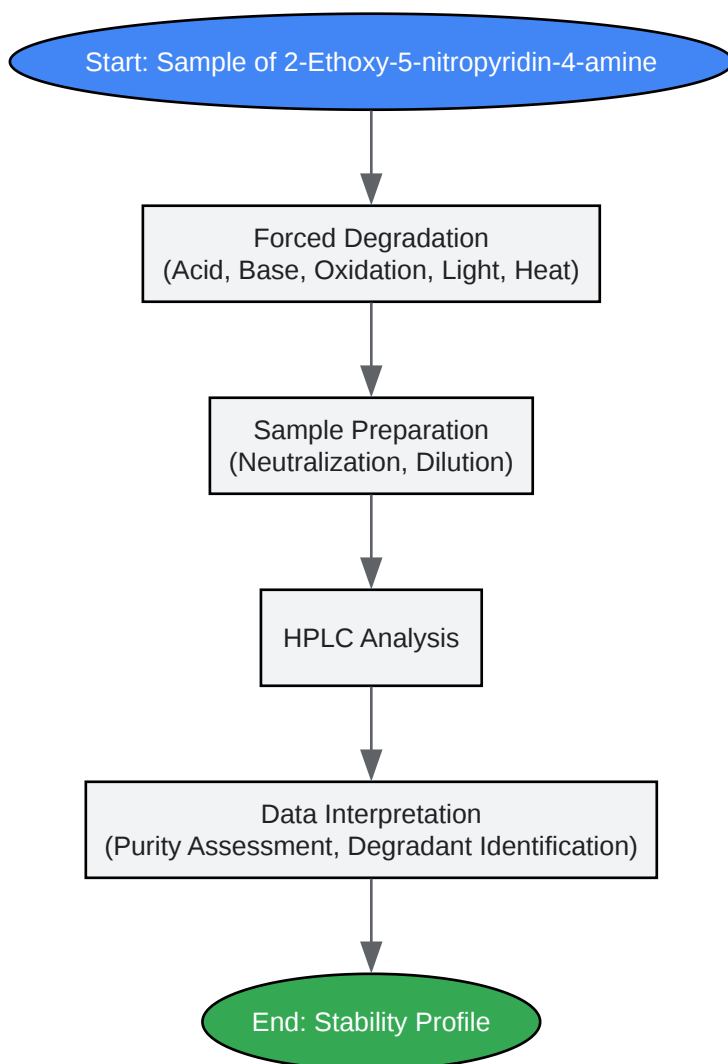 Start: Sample of 2-Ethoxy-5-nitropyridin-4-amine
Forced Degradation
(Acid, Base, Oxidation, Light, Heat)
Sample Preparation
(Neutralization, Dilution)
HPLC Analysis
Data Interpretation
(Purity Assessment, Degradant Identification)
End: Stability Profile